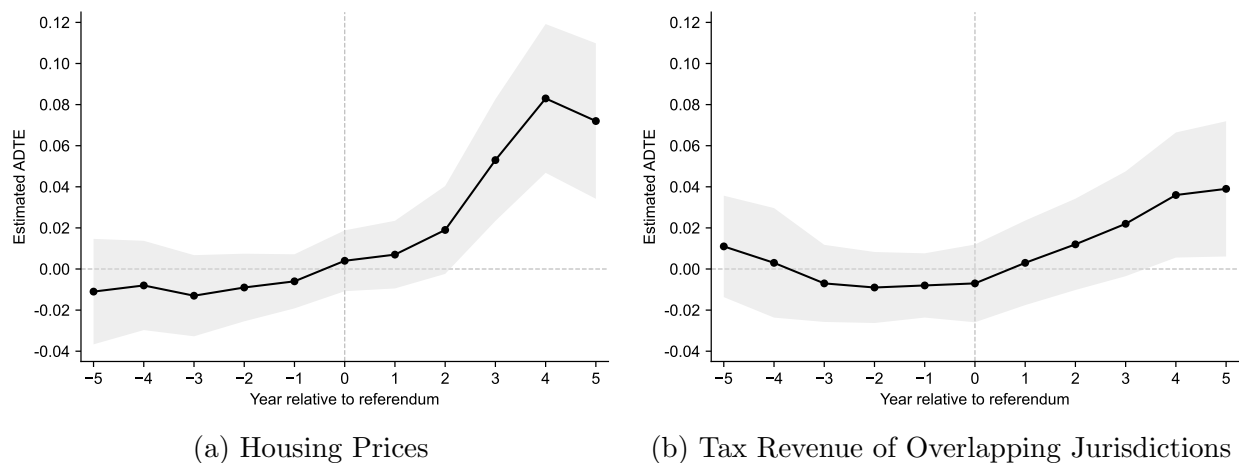 0.12
0.10
0.08
0.06
0.04
0.02
0.00
−0.02
−0.04
Estimated ADTE
−5 −4 −3 −2 −1 0 1 2 3 4 5
Year relative to referendum
(a) Housing Prices
0.12
0.10
0.08
0.06
0.04
0.02
0.00
−0.02
−0.04
Estimated ADTE
−5 −4 −3 −2 −1 0 1 2 3 4 5
Year relative to referendum
(b) Tax Revenue of Overlapping Jurisdictions